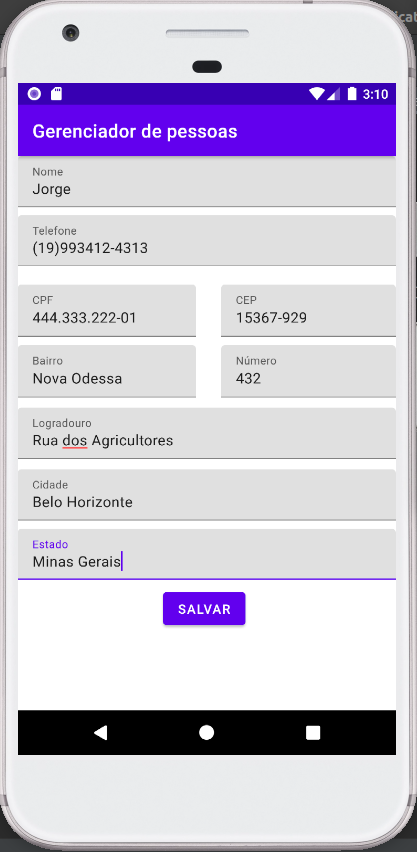 icat
3:10
Gerenciador de pessoas
Nome
Jorge
Telefone
(19)993412-4313
CPF
444.333.222-01
CEP
15367-929
Bairro
Nova Odessa
Número
432
Logradouro
Rua dos Agricultores
Cidade
Belo Horizonte
Estado
Minas Gerais
SALVAR